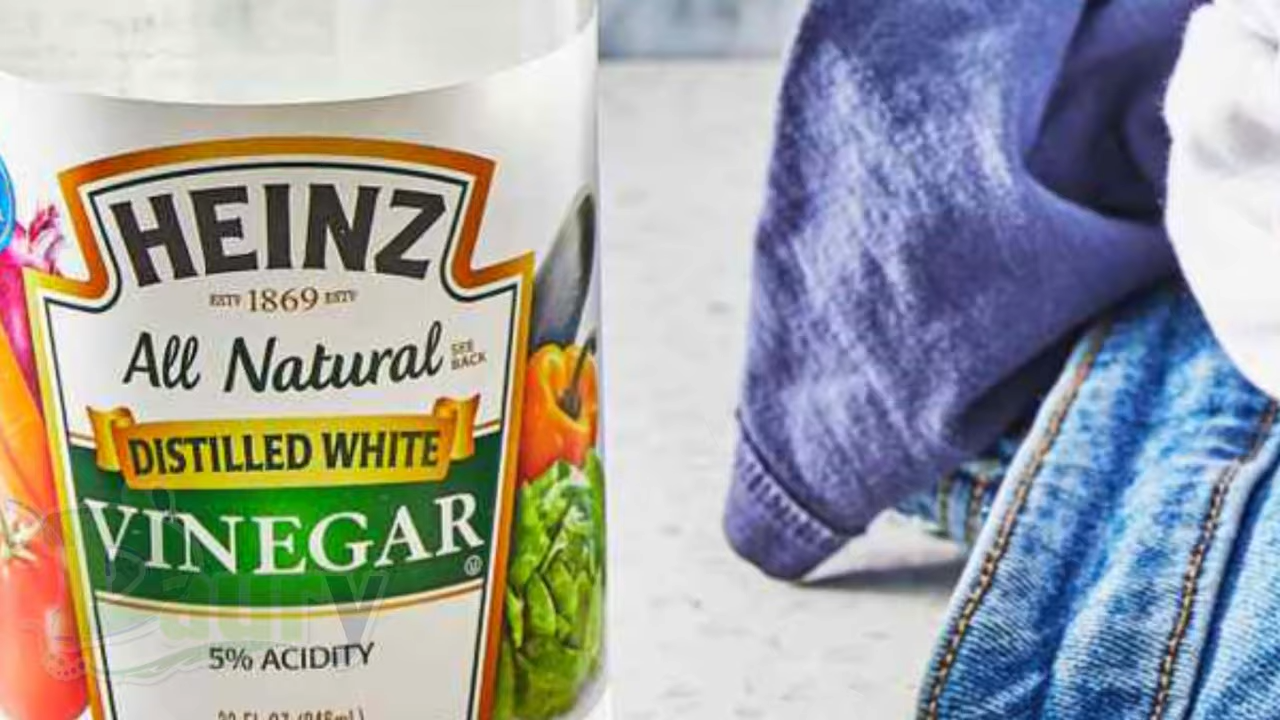 HEINZ
ESTD 1869 ESTD
All Natural SEE BACK
DISTILLED WHITE
VINEGAR
5% ACIDITY